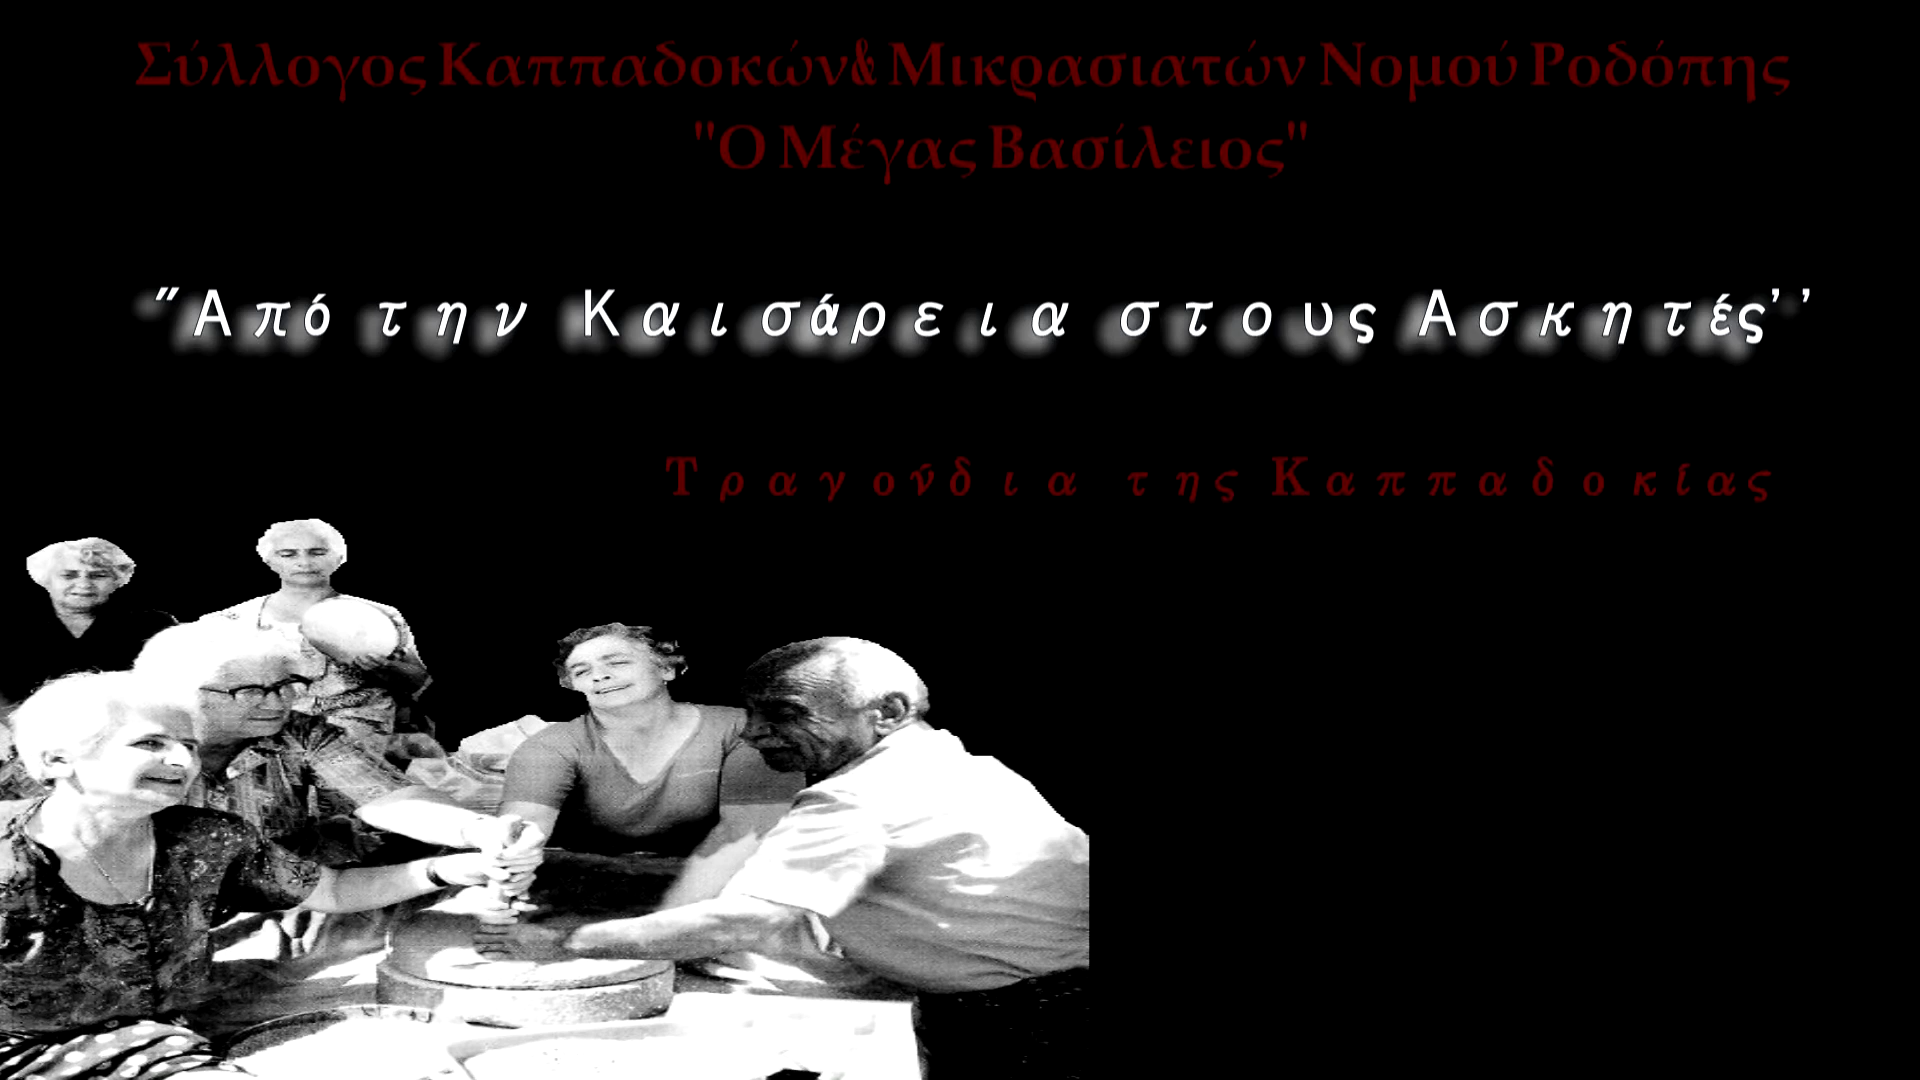 Σύλλογος Καππαδοκών& Μικρασιατών Νομού Ροδόπης
"Ο Μέγας Βασίλειος"
‘‘Από την Καισάρεια στους Ασκητές’’
Τραγούδια της Καππαδοκίας